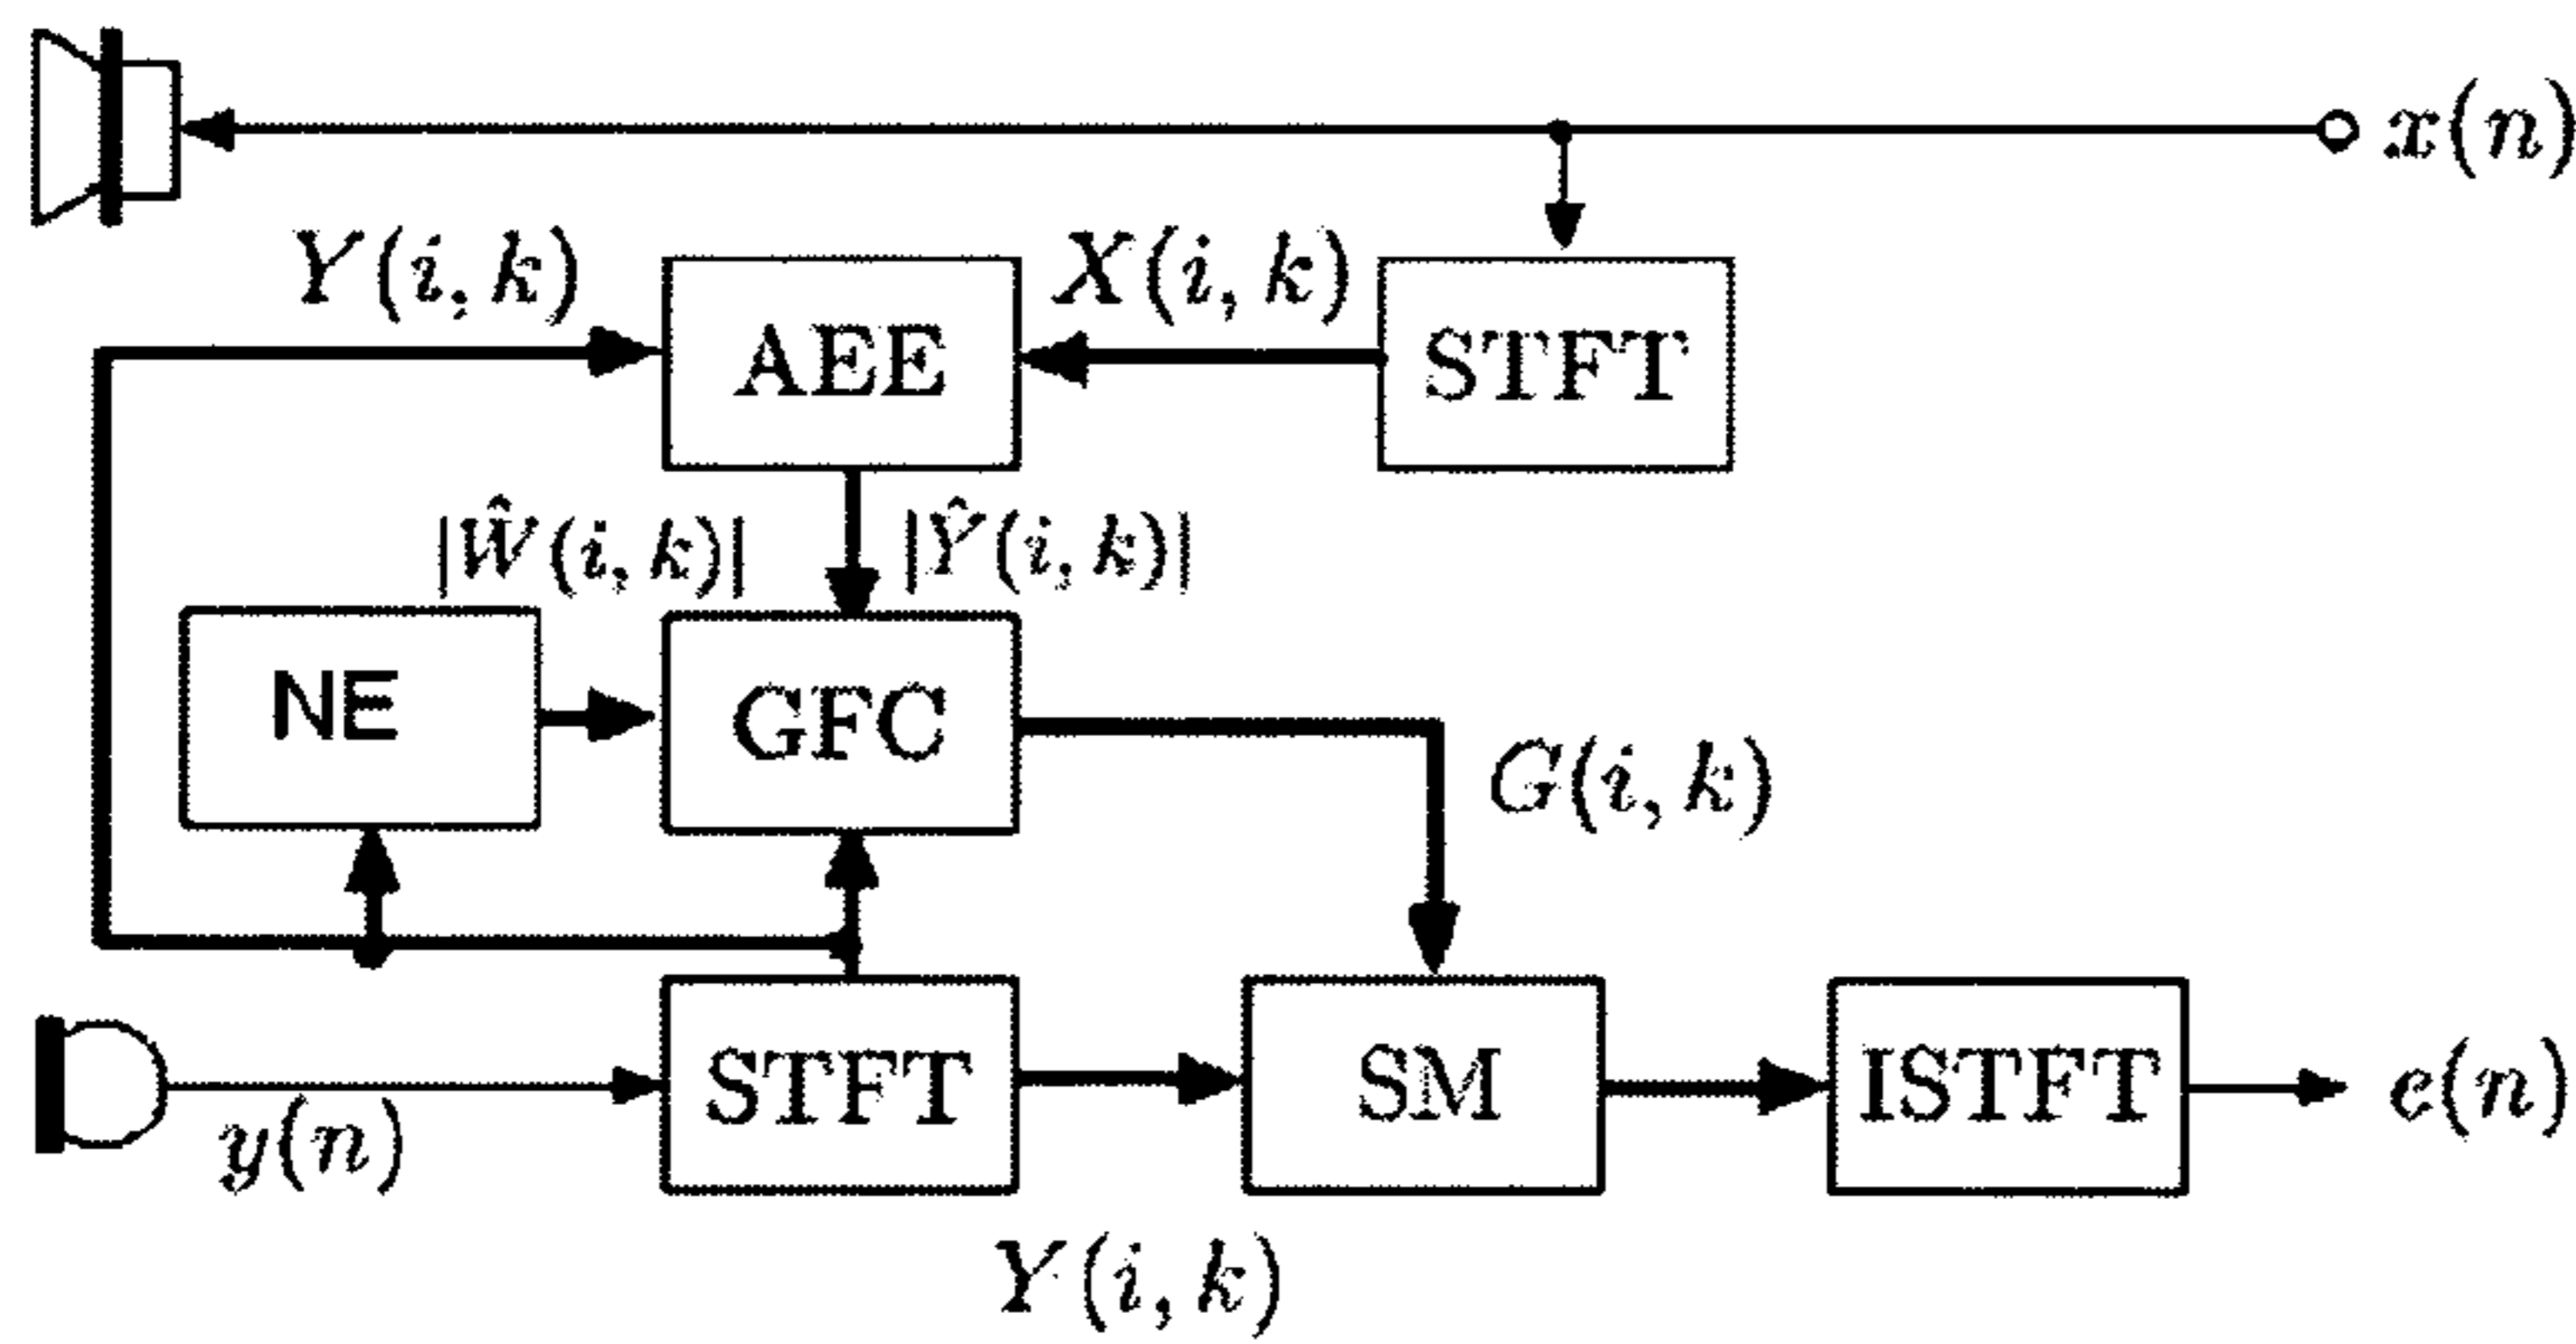 x(n)
Y(i, k)
X(i, k)
AEE
STFT
|Ŵ(i, k)|
|Ŷ(i, k)|
NE
GFC
G(i, k)
STFT
SM
ISTFT
e(n)
y(n)
Y(i, k)